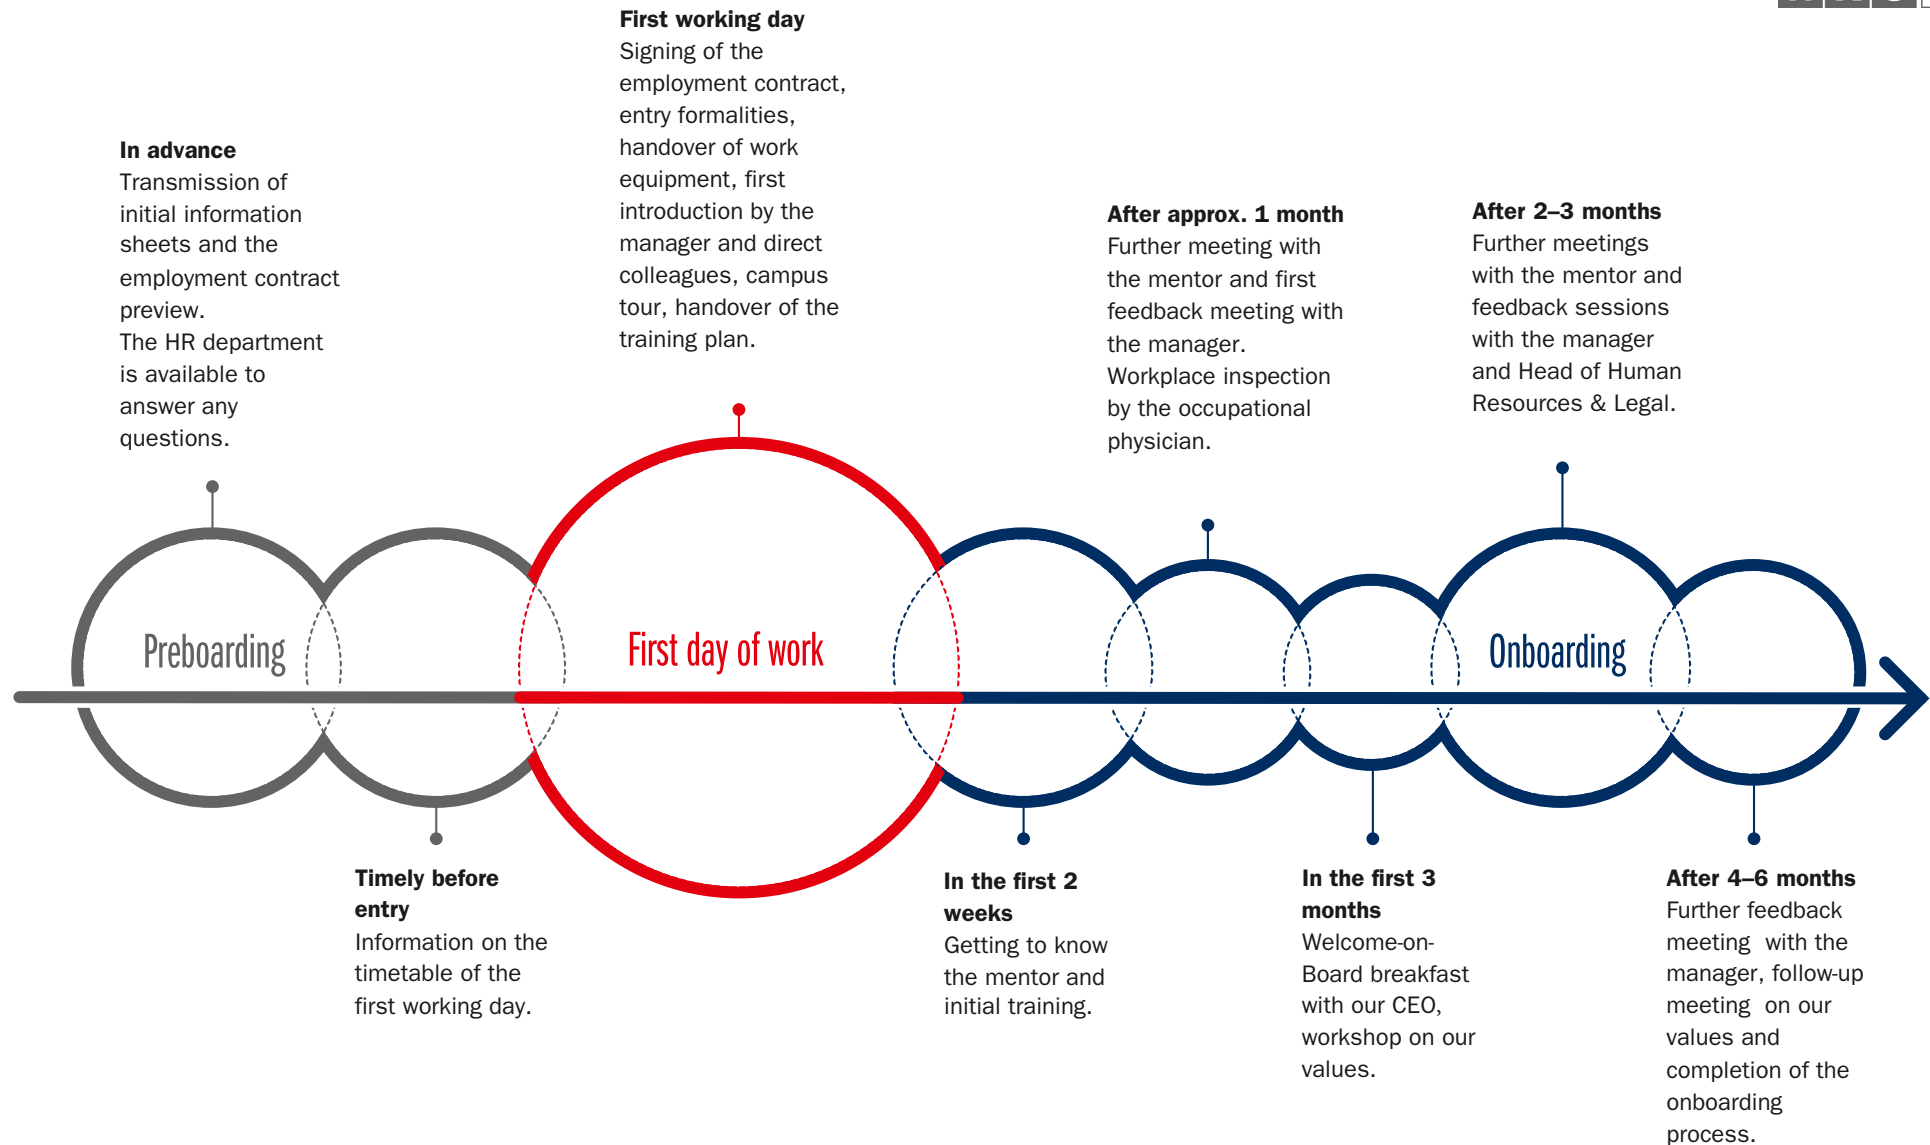 First working day
Signing of the
employment contract,
entry formalities,
handover of work
equipment, first
introduction by the
manager and direct
colleagues, campus
tour, handover of the
training plan.
In advance
Transmission of
initial information
sheets and the
employment contract
preview.
The HR department
is available to
answer any
questions.
After approx. 1 month
Further meeting with
the mentor and first
feedback meeting with
the manager.
Workplace inspection
by the occupational
physician.
After 2–3 months
Further meetings
with the mentor and
feedback sessions
with the manager
and Head of Human
Resources & Legal.
Preboarding
First day of work
Onboarding
Timely before
entry
Information on the
timetable of the
first working day.
In the first 2
weeks
Getting to know
the mentor and
initial training.
In the first 3
months
Welcome-on-
Board breakfast
with our CEO,
workshop on our
values.
After 4–6 months
Further feedback
meeting  with the
manager, follow-up
meeting  on our
values and
completion of the
onboarding
process.